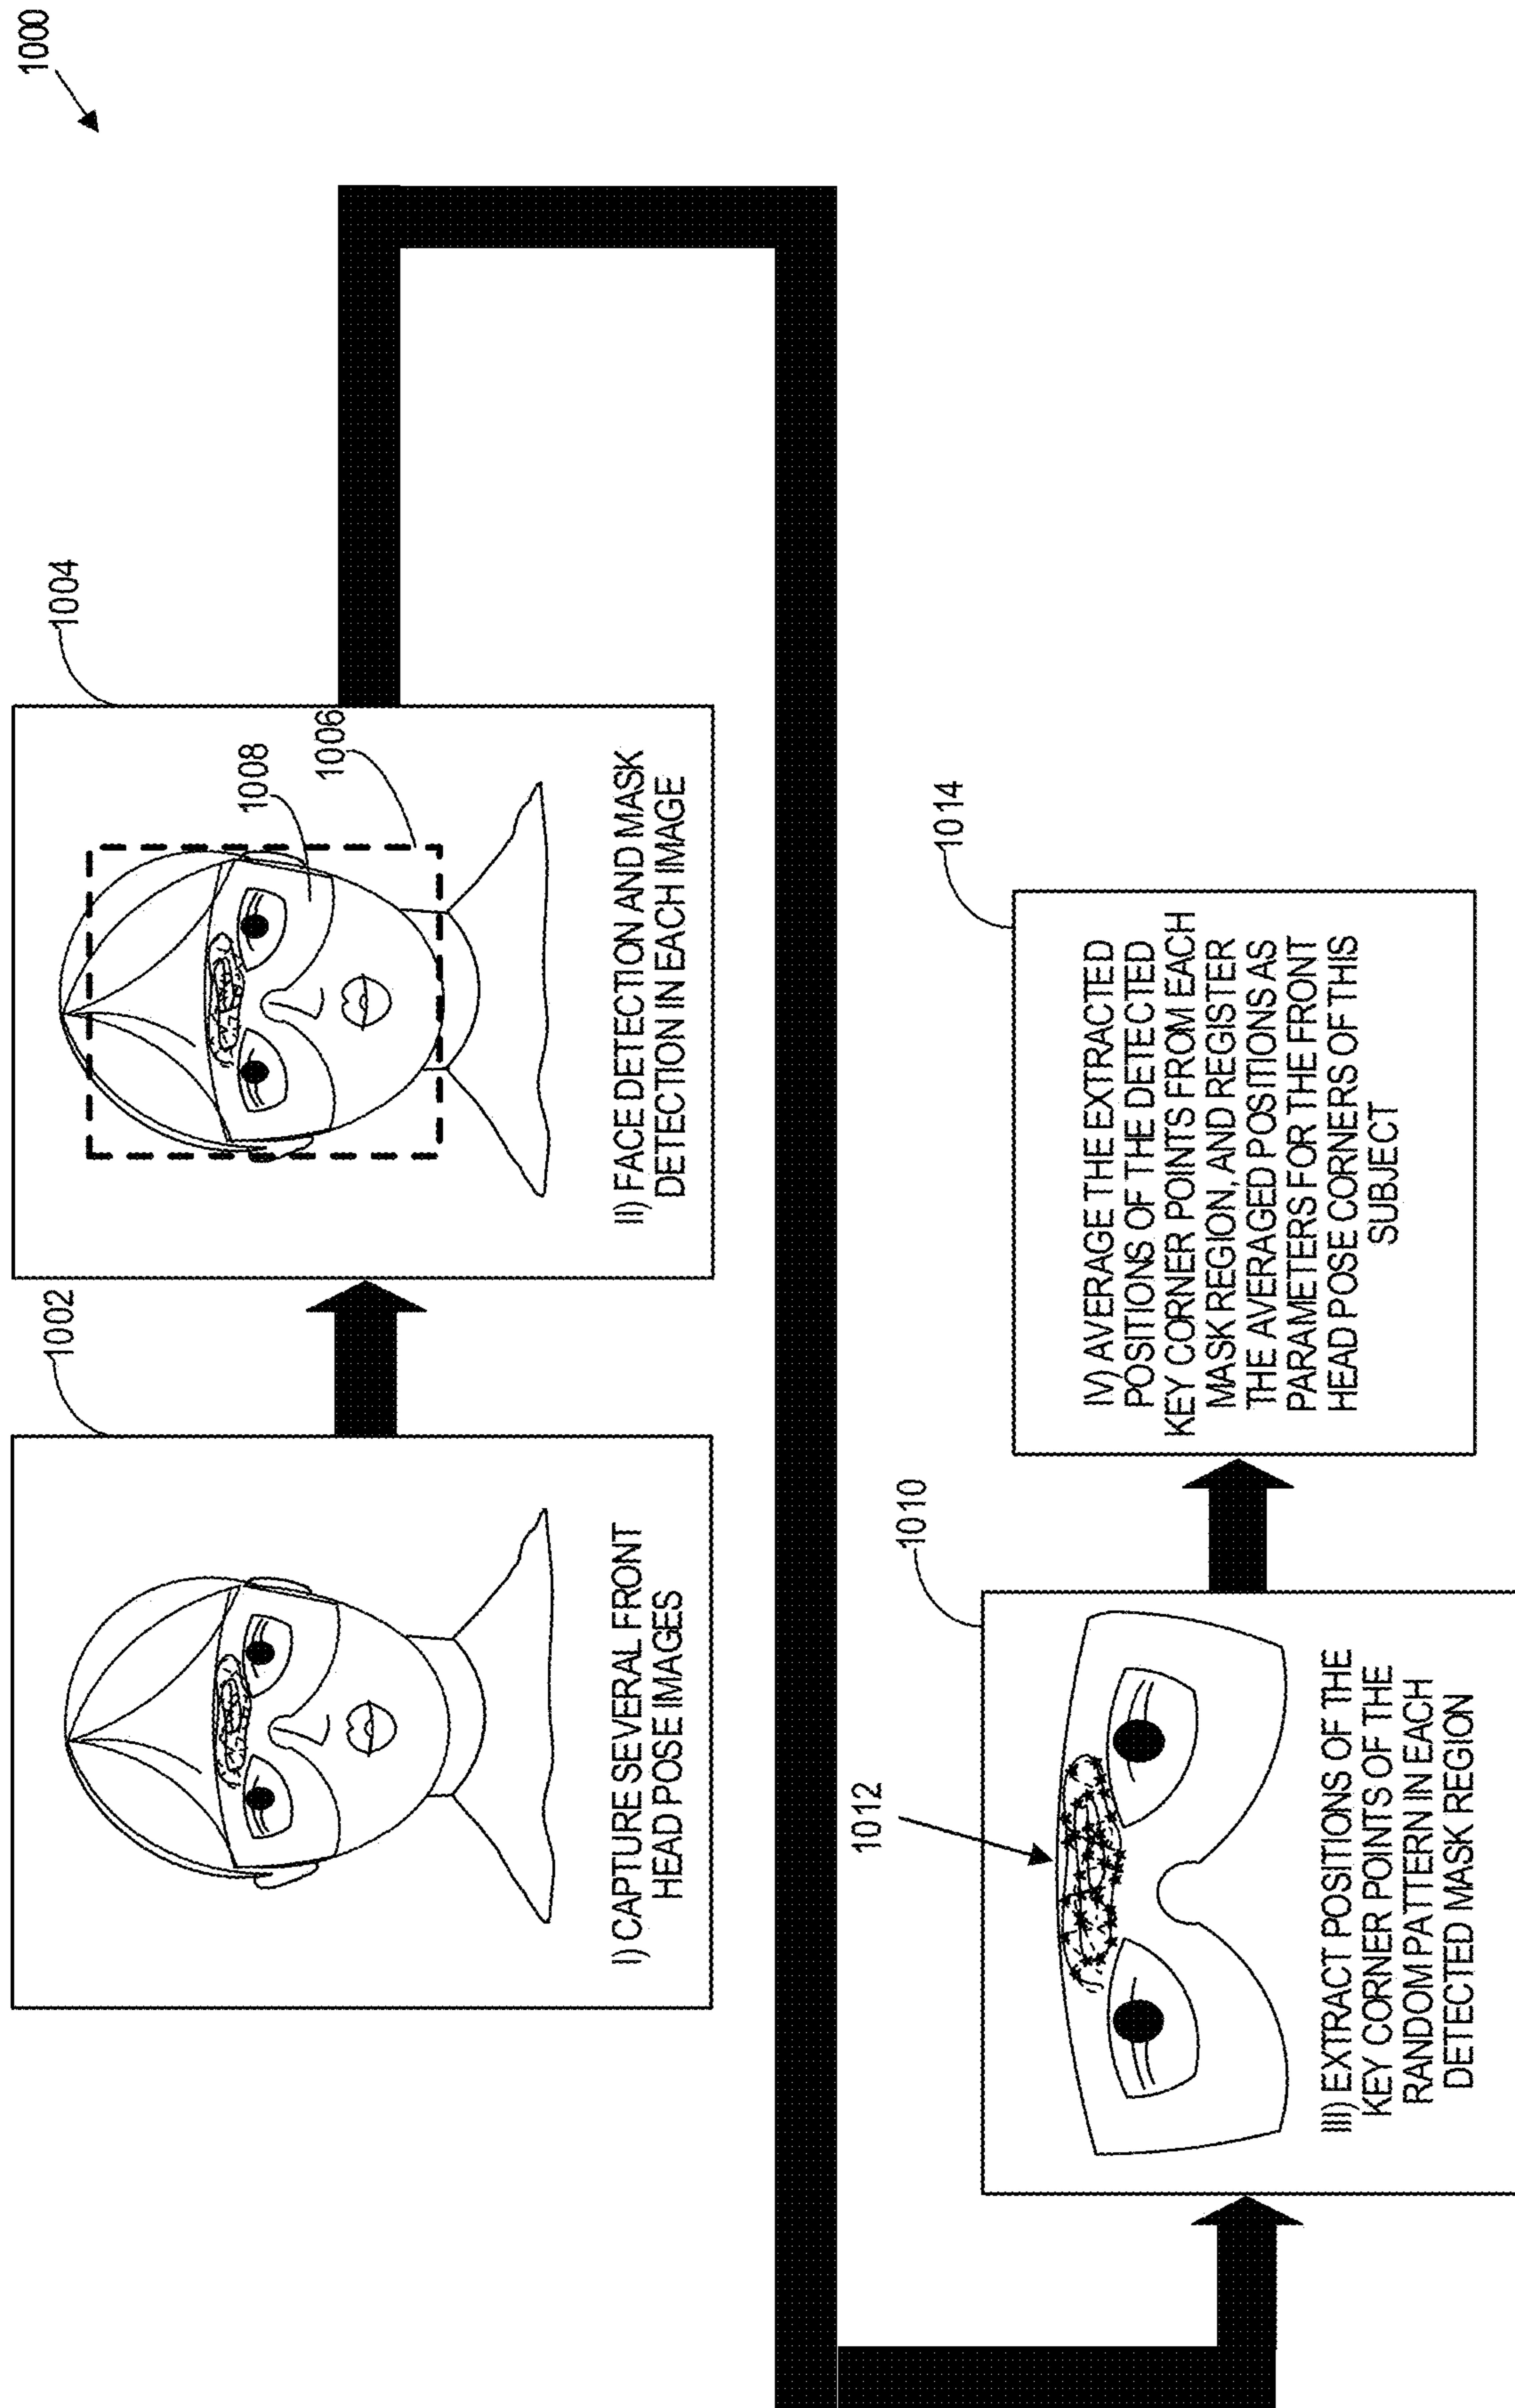 1000
1002
I) CAPTURE SEVERAL FRONT
HEAD POSE IMAGES
1004
1008
1006
II) FACE DETECTION AND MASK
DETECTION IN EACH IMAGE
1010
1012
III) EXTRACT POSITIONS OF THE
KEY CORNER POINTS OF THE
RANDOM PATTERN IN EACH
DETECTED MASK REGION
1014
IV) AVERAGE THE EXTRACTED
POSITIONS OF THE DETECTED
KEY CORNER POINTS FROM EACH
MASK REGION, AND REGISTER
THE AVERAGED POSITIONS AS
PARAMETERS FOR THE FRONT
HEAD POSE CORNERS OF THIS
SUBJECT